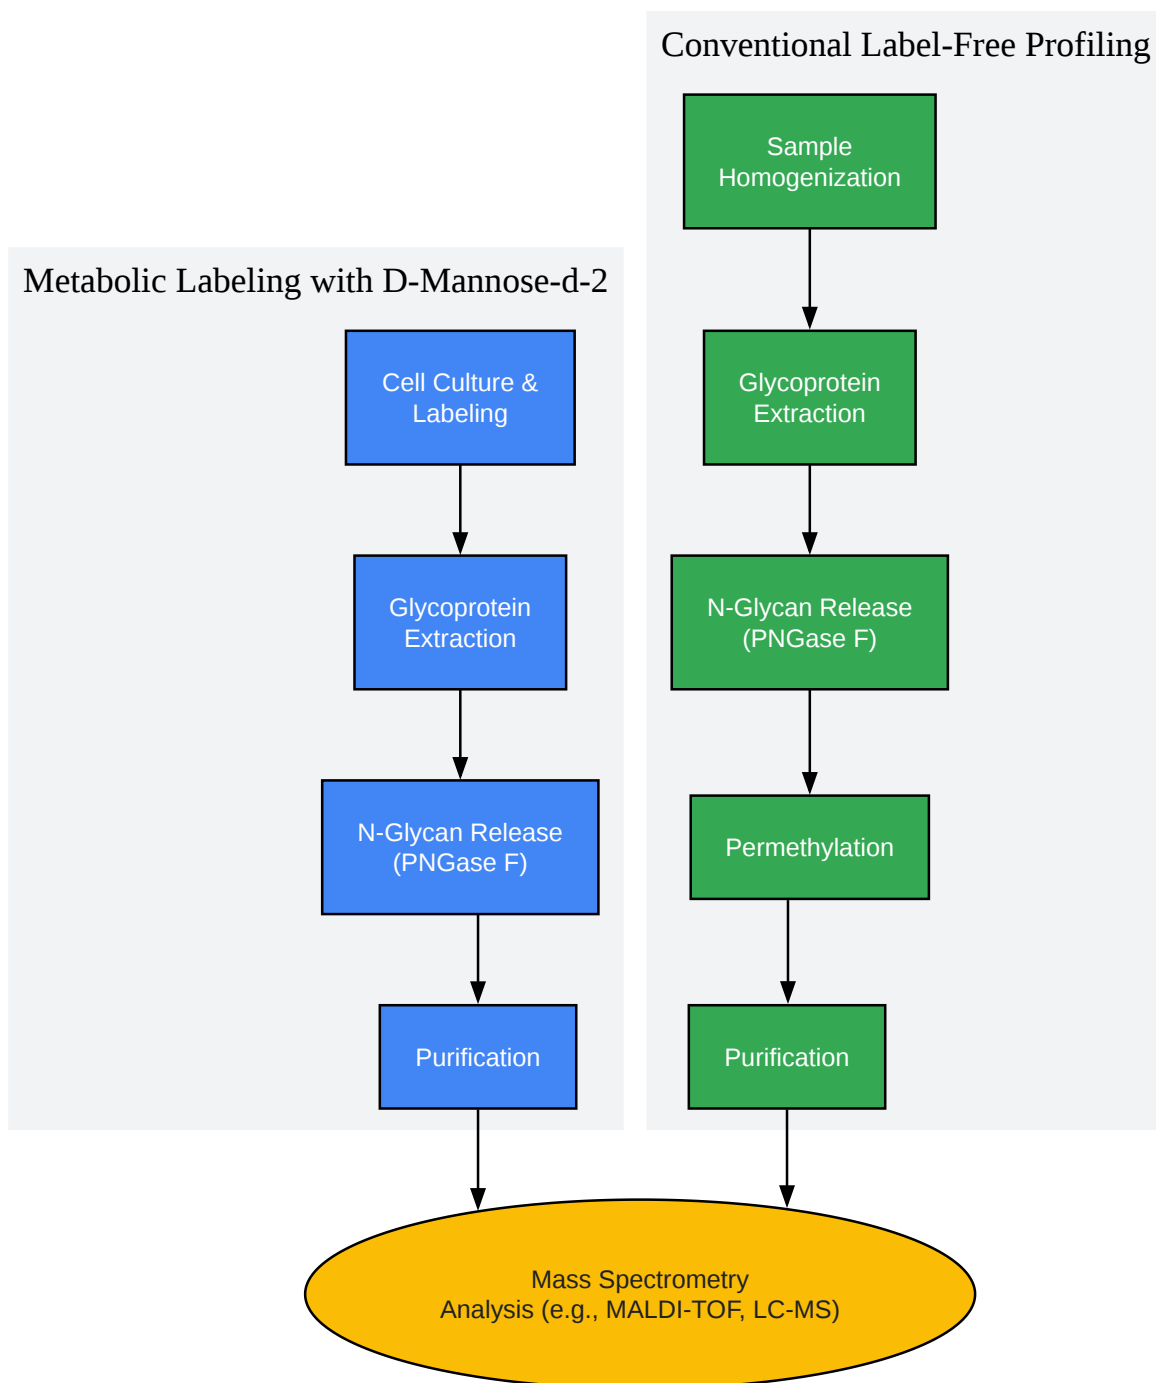 Conventional Label-Free Profiling
Sample
Homogenization
Glycoprotein
Extraction
N-Glycan Release
(PNGase F)
Permethylation
Purification
Metabolic Labeling with D-Mannose-d-2
Cell Culture &
Labeling
Glycoprotein
Extraction
N-Glycan Release
(PNGase F)
Purification
Mass Spectrometry
Analysis (e.g., MALDI-TOF, LC-MS)